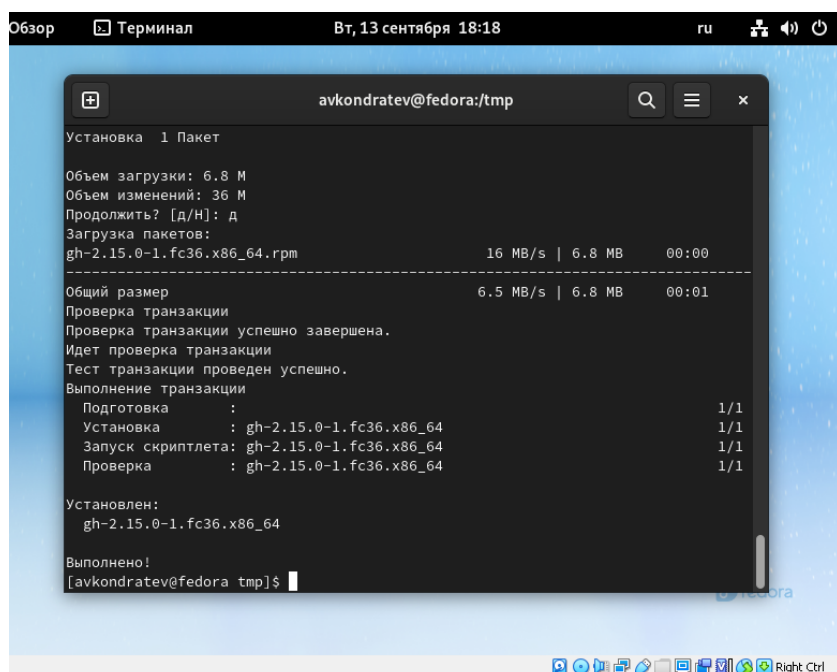 Обзор Терминал Вт, 13 сентября 18:18 ru
avkondratev@fedora:/tmp
Установка 1 Пакет
Объем загрузки: 6.8 M
Объем изменений: 36 M
Продолжить? [д/Н]: д
Загрузка пакетов:
gh-2.15.0-1.fc36.x86_64.rpm 16 MB/s | 6.8 MB 00:00
--------------------------------------------------------------------------------
Общий размер 6.5 MB/s | 6.8 MB 00:01
Проверка транзакции
Проверка транзакции успешно завершена.
Идет проверка транзакции
Тест транзакции проведен успешно.
Выполнение транзакции
Подготовка : 1/1
Установка : gh-2.15.0-1.fc36.x86_64 1/1
Запуск скриптлета: gh-2.15.0-1.fc36.x86_64 1/1
Проверка : gh-2.15.0-1.fc36.x86_64 1/1
Установлен:
gh-2.15.0-1.fc36.x86_64
Выполнено!
[avkondratev@fedora tmp]$
fedora
Right Ctrl